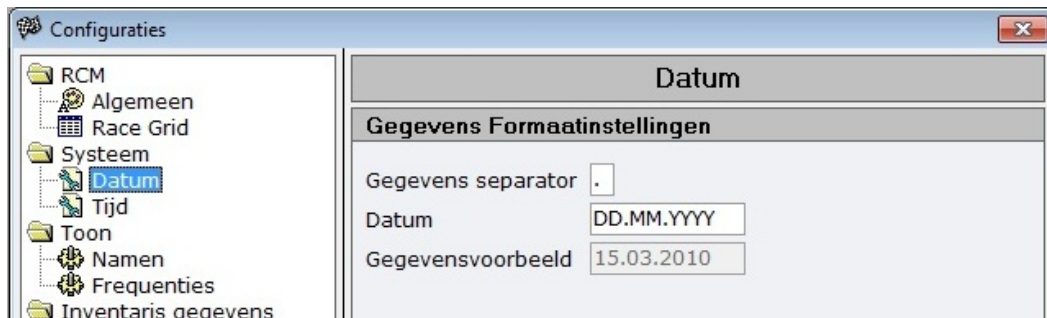 Configuraties
RCM
Algemeen
Race Grid
Systeem
Datum
Tijd
Toon
Namen
Frequenties
Inventaris gegevens
Datum
Gegevens Formaatinstellingen
Gegevens separator .
Datum DD.MM.YYYY
Gegevensvoorbeeld 15.03.2010